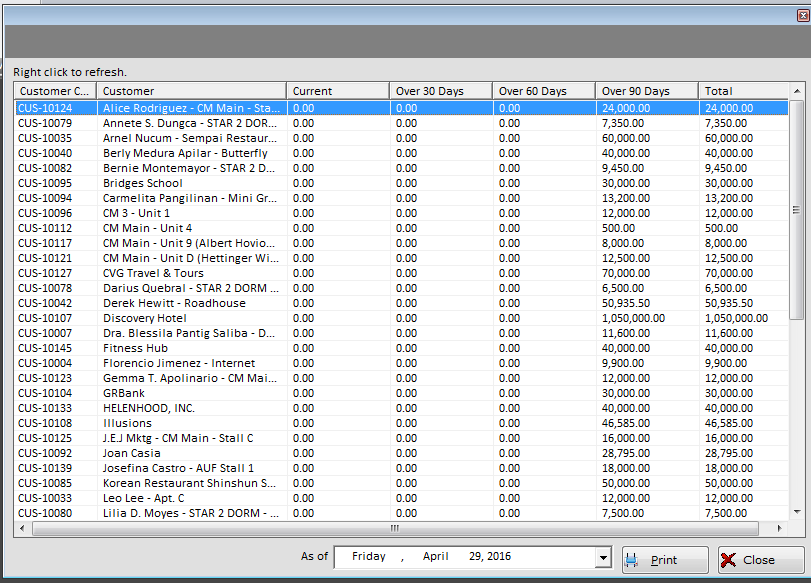 Right click to refresh.
Customer C... Customer Current Over 30 Days Over 60 Days Over 90 Days Total
CUS-10124 Alice Rodriguez - CM Main - Sta... 0.00 0.00 0.00 24,000.00 24,000.00
CUS-10079 Annete S. Dungca - STAR 2 DOR... 0.00 0.00 0.00 7,350.00 7,350.00
CUS-10035 Arnel Nucum - Sempai Restaur... 0.00 0.00 0.00 60,000.00 60,000.00
CUS-10040 Berly Medura Apilar - Butterfly 0.00 0.00 0.00 40,000.00 40,000.00
CUS-10082 Bernie Montemayor - STAR 2 D... 0.00 0.00 0.00 9,450.00 9,450.00
CUS-10095 Bridges School 0.00 0.00 0.00 30,000.00 30,000.00
CUS-10094 Carmelita Pangilinan - Mini Gr... 0.00 0.00 0.00 13,200.00 13,200.00
CUS-10096 CM 3 - Unit 1 0.00 0.00 0.00 12,000.00 12,000.00
CUS-10112 CM Main - Unit 4 0.00 0.00 0.00 500.00 500.00
CUS-10117 CM Main - Unit 9 (Albert Hovio... 0.00 0.00 0.00 8,000.00 8,000.00
CUS-10121 CM Main - Unit D (Hettinger Wi... 0.00 0.00 0.00 12,500.00 12,500.00
CUS-10127 CVG Travel & Tours 0.00 0.00 0.00 70,000.00 70,000.00
CUS-10078 Darius Quebral - STAR 2 DORM ... 0.00 0.00 0.00 6,500.00 6,500.00
CUS-10042 Derek Hewitt - Roadhouse 0.00 0.00 0.00 50,935.50 50,935.50
CUS-10107 Discovery Hotel 0.00 0.00 0.00 1,050,000.00 1,050,000.00
CUS-10007 Dra. Blessila Pantig Saliba - D... 0.00 0.00 0.00 11,600.00 11,600.00
CUS-10145 Fitness Hub 0.00 0.00 0.00 40,000.00 40,000.00
CUS-10004 Florencio Jimenez - Internet 0.00 0.00 0.00 9,900.00 9,900.00
CUS-10123 Gemma T. Apolinario - CM Mai... 0.00 0.00 0.00 12,000.00 12,000.00
CUS-10104 GRBank 0.00 0.00 0.00 30,000.00 30,000.00
CUS-10133 HELENHOOD, INC. 0.00 0.00 0.00 40,000.00 40,000.00
CUS-10108 Illusions 0.00 0.00 0.00 46,585.00 46,585.00
CUS-10125 J.E.J Mktg - CM Main - Stall C 0.00 0.00 0.00 16,000.00 16,000.00
CUS-10092 Joan Casia 0.00 0.00 0.00 28,795.00 28,795.00
CUS-10139 Josefina Castro - AUF Stall 1 0.00 0.00 0.00 18,000.00 18,000.00
CUS-10085 Korean Restaurant Shinshun S... 0.00 0.00 0.00 50,000.00 50,000.00
CUS-10033 Leo Lee - Apt. C 0.00 0.00 0.00 12,000.00 12,000.00
CUS-10080 Lilia D. Moyes - STAR 2 DORM - ... 0.00 0.00 0.00 7,500.00 7,500.00
As of Friday , April 29, 2016 Print Close